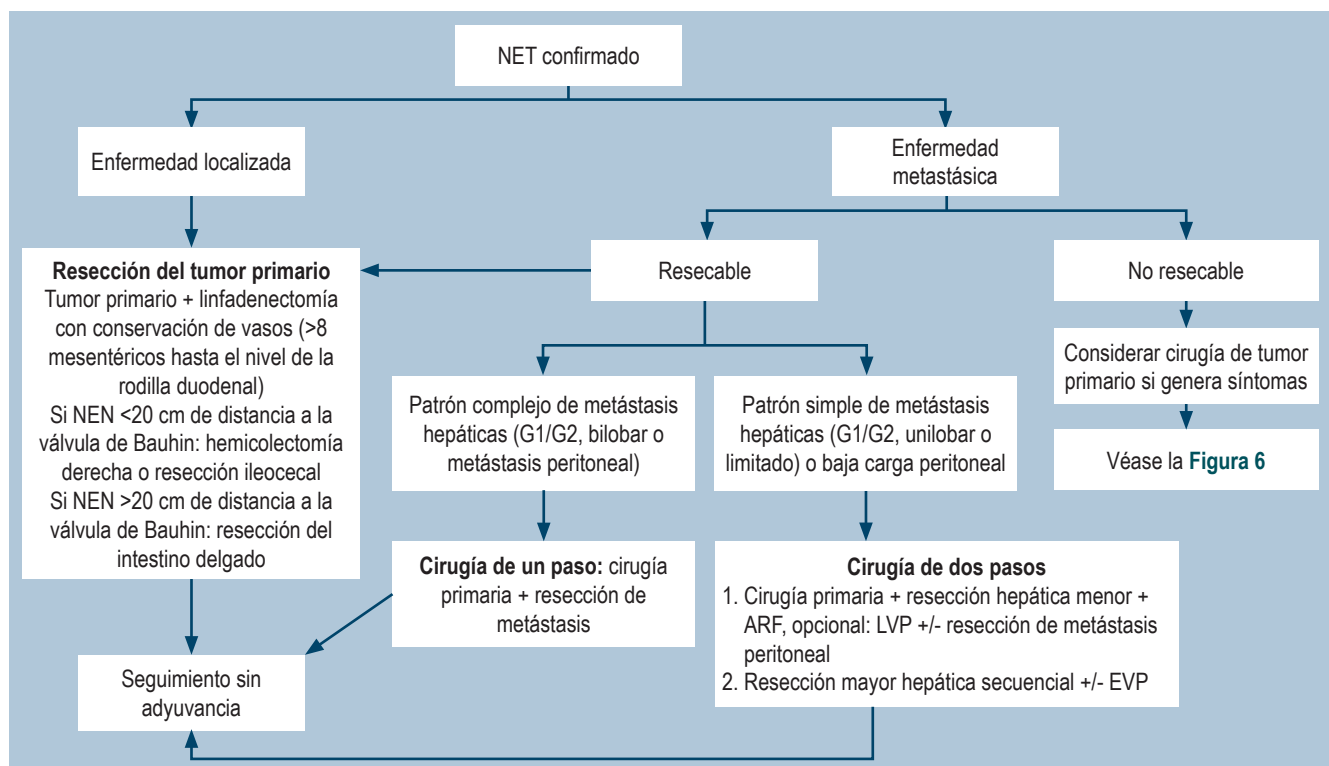 NET confirmado
Enfermedad localizada
Enfermedad
metastásica
Resección del tumor primario
Tumor primario + linfadenectomía
con conservación de vasos (>8
mesentéricos hasta el nivel de la
rodilla duodenal)
Si NEN <20 cm de distancia a la
válvula de Bauhin: hemicolectomía
derecha o resección ileocecal
Si NEN >20 cm de distancia a la
válvula de Bauhin: resección del
intestino delgado
Resecable
No resecable
Considerar cirugía de tumor
primario si genera síntomas
Véase la Figura 6
Patrón complejo de metástasis
hepáticas (G1/G2, bilobar o
metástasis peritoneal)
Patrón simple de metástasis
hepáticas (G1/G2, unilobar o
limitado) o baja carga peritoneal
Cirugía de un paso: cirugía
primaria + resección de
metástasis
Cirugía de dos pasos
1. Cirugía primaria + resección hepática menor +
ARF, opcional: LVP +/- resección de metástasis
peritoneal
2. Resección mayor hepática secuencial +/- EVP
Seguimiento sin
adyuvancia